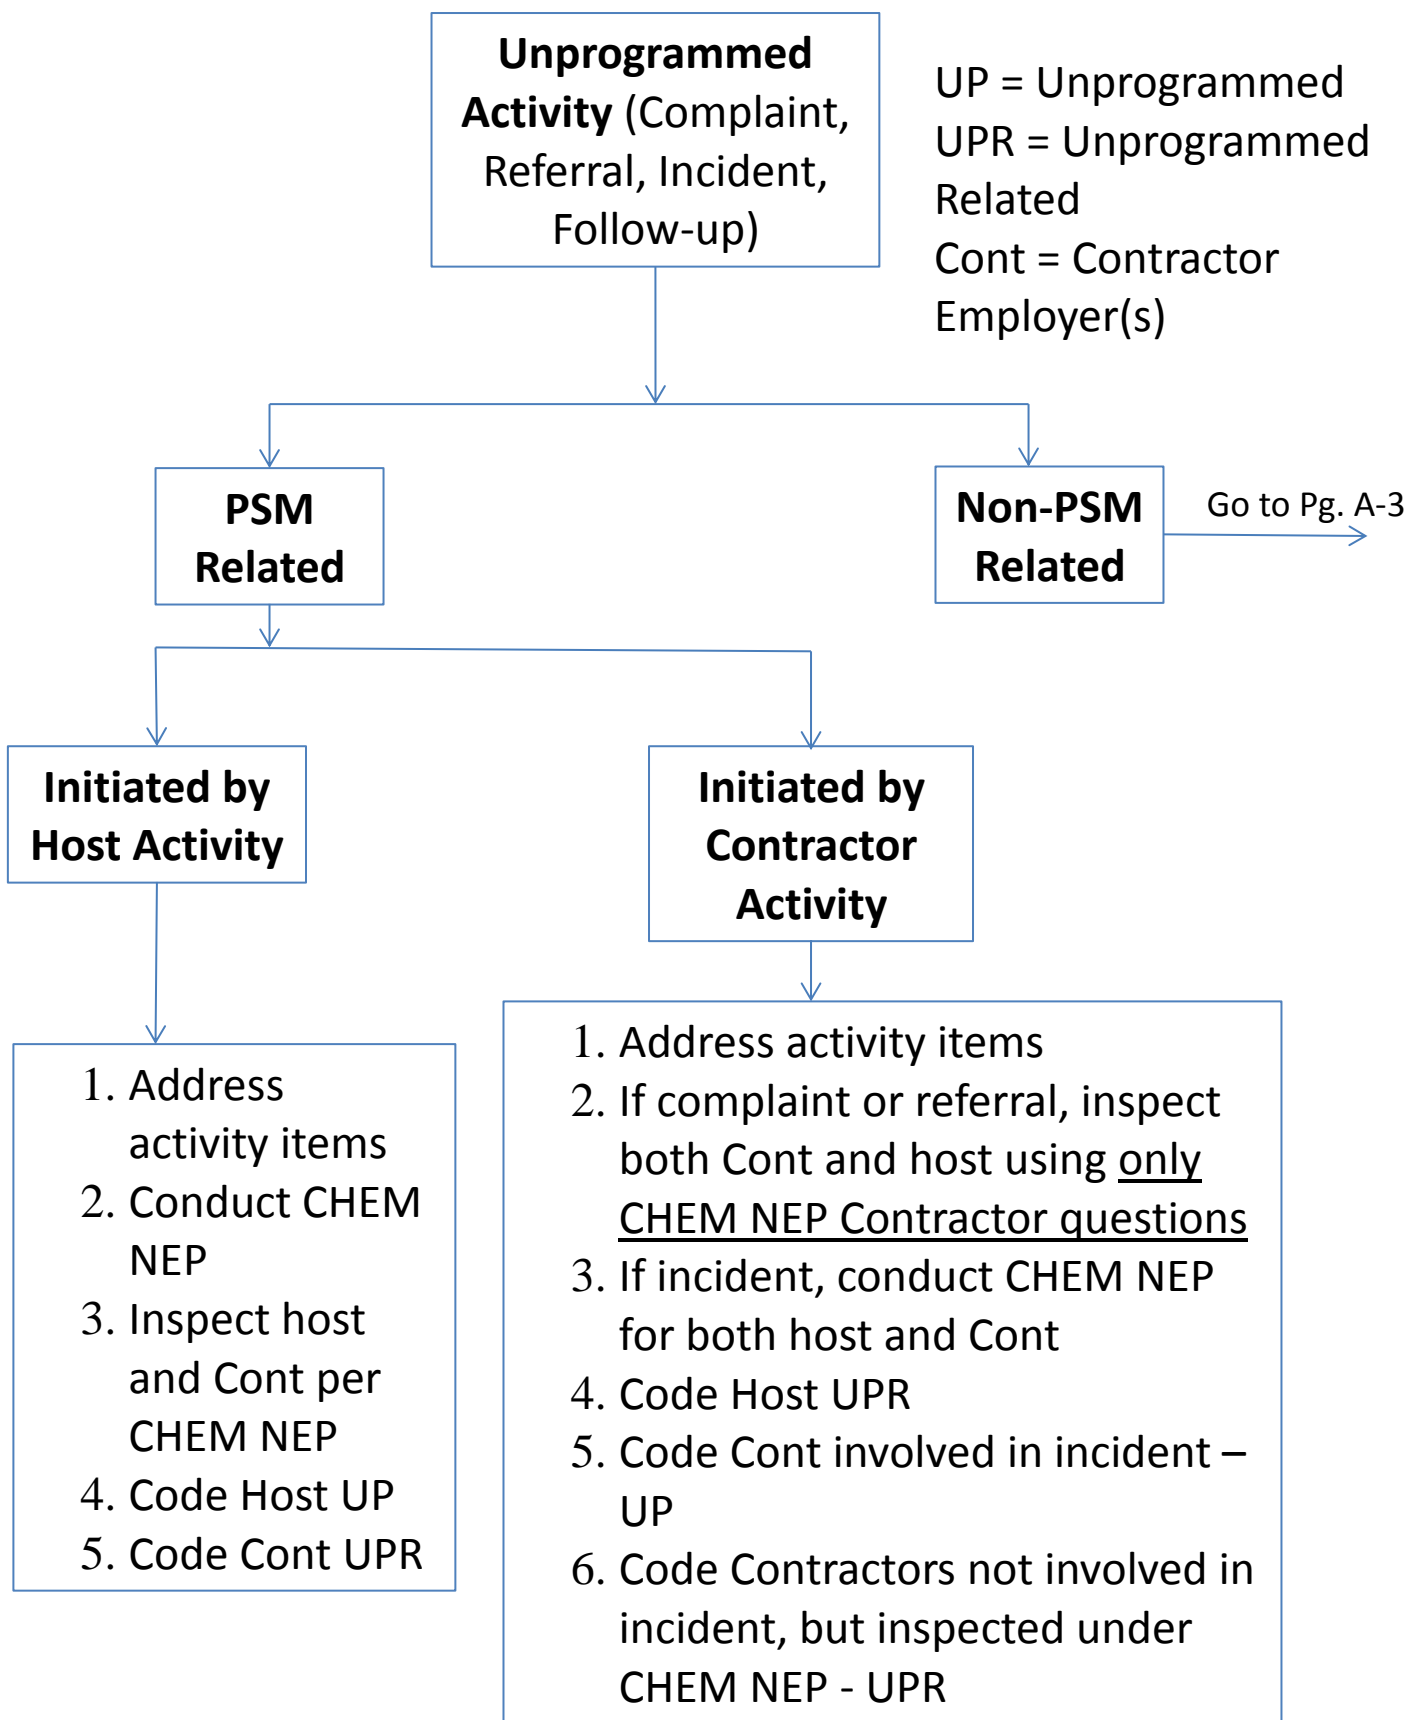 Unprogrammed
Activity (Complaint,
Referral, Incident,
Follow-up)
UP = Unprogrammed
UPR = Unprogrammed
Related
Cont = Contractor
Employer(s)
PSM
Related
Non-PSM
Related
Go to Pg. A-3
Initiated by
Host Activity
Initiated by
Contractor
Activity
1. Address
activity items
2. Conduct CHEM
NEP
3. Inspect host
and Cont per
CHEM NEP
4. Code Host UP
5. Code Cont UPR
1. Address activity items
2. If complaint or referral, inspect
both Cont and host using only
CHEM NEP Contractor questions
3. If incident, conduct CHEM NEP
for both host and Cont
4. Code Host UPR
5. Code Cont involved in incident –
UP
6. Code Contractors not involved in
incident, but inspected under
CHEM NEP - UPR